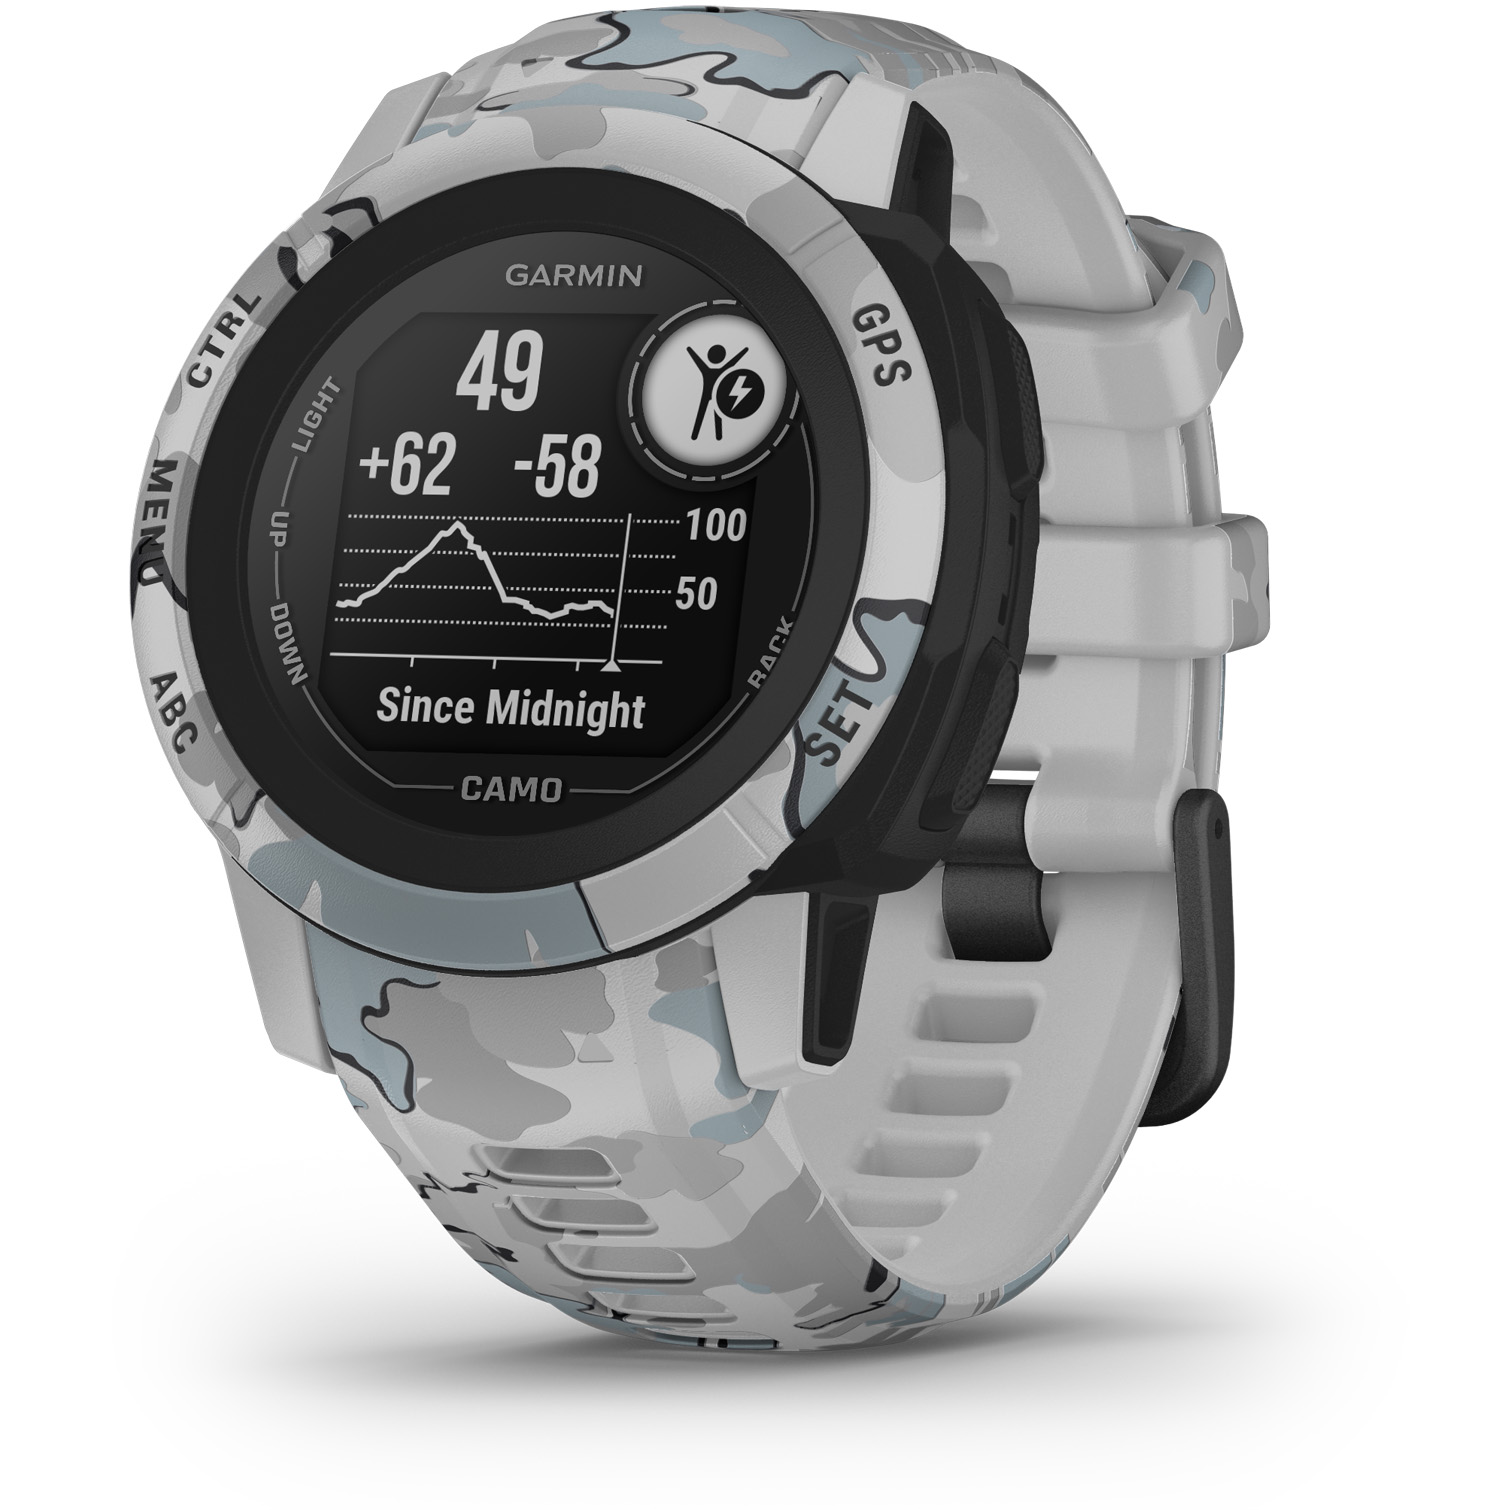 GARMIN
CTRL
GPS
LIGHT
49
+62 -58
MENU
UP
100
50
DOWN
BACK
ABC
SET
Since Midnight
CAMO